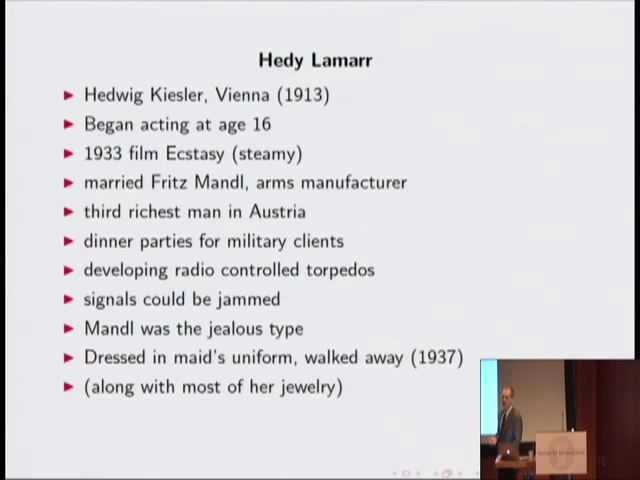 Hedy Lamarr
Hedwig Kiesler, Vienna (1913)
Began acting at age 16
1933 film Ecstasy (steamy)
married Fritz Mandl, arms manufacturer
third richest man in Austria
dinner parties for military clients
developing radio controlled torpedos
signals could be jammed
Mandl was the jealous type
Dressed in maid's uniform, walked away (1937)
(along with most of her jewelry)